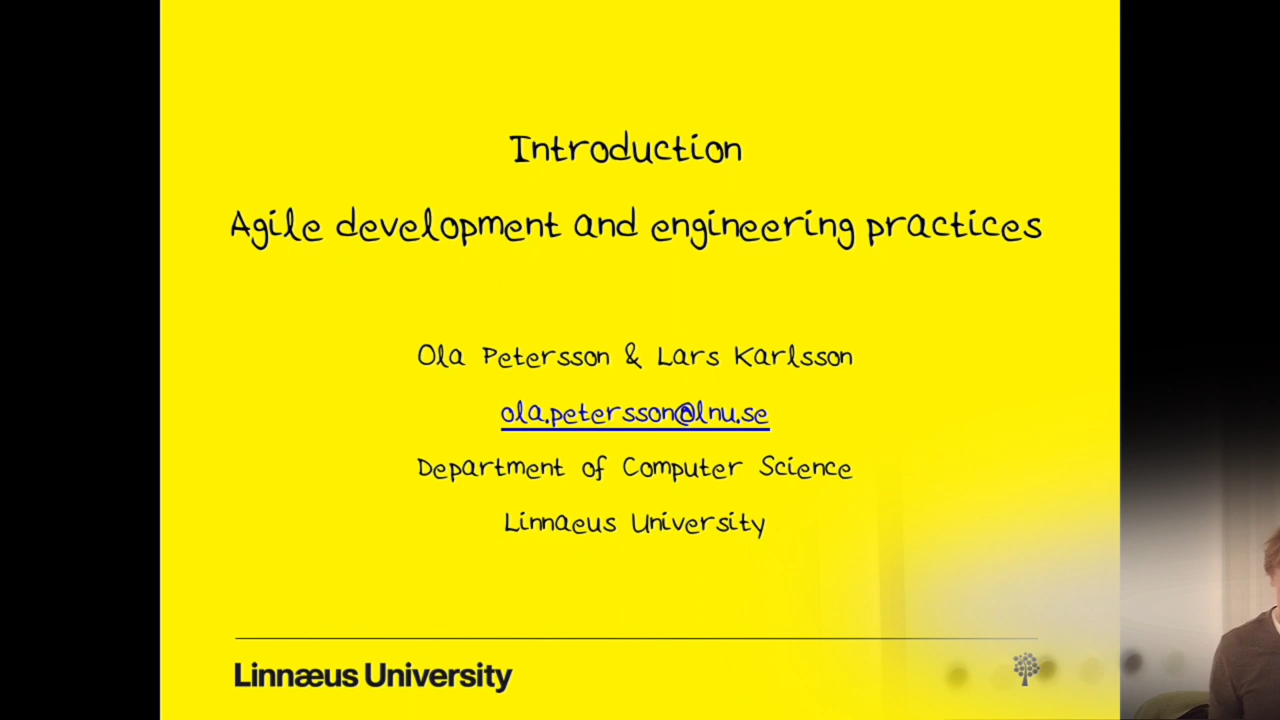 Introduction
Agile development and engineering practices
Ola Petersson & Lars Karlsson
ola.petersson@lnu.se
Department of Computer Science
Linnaeus University
Linnæus University